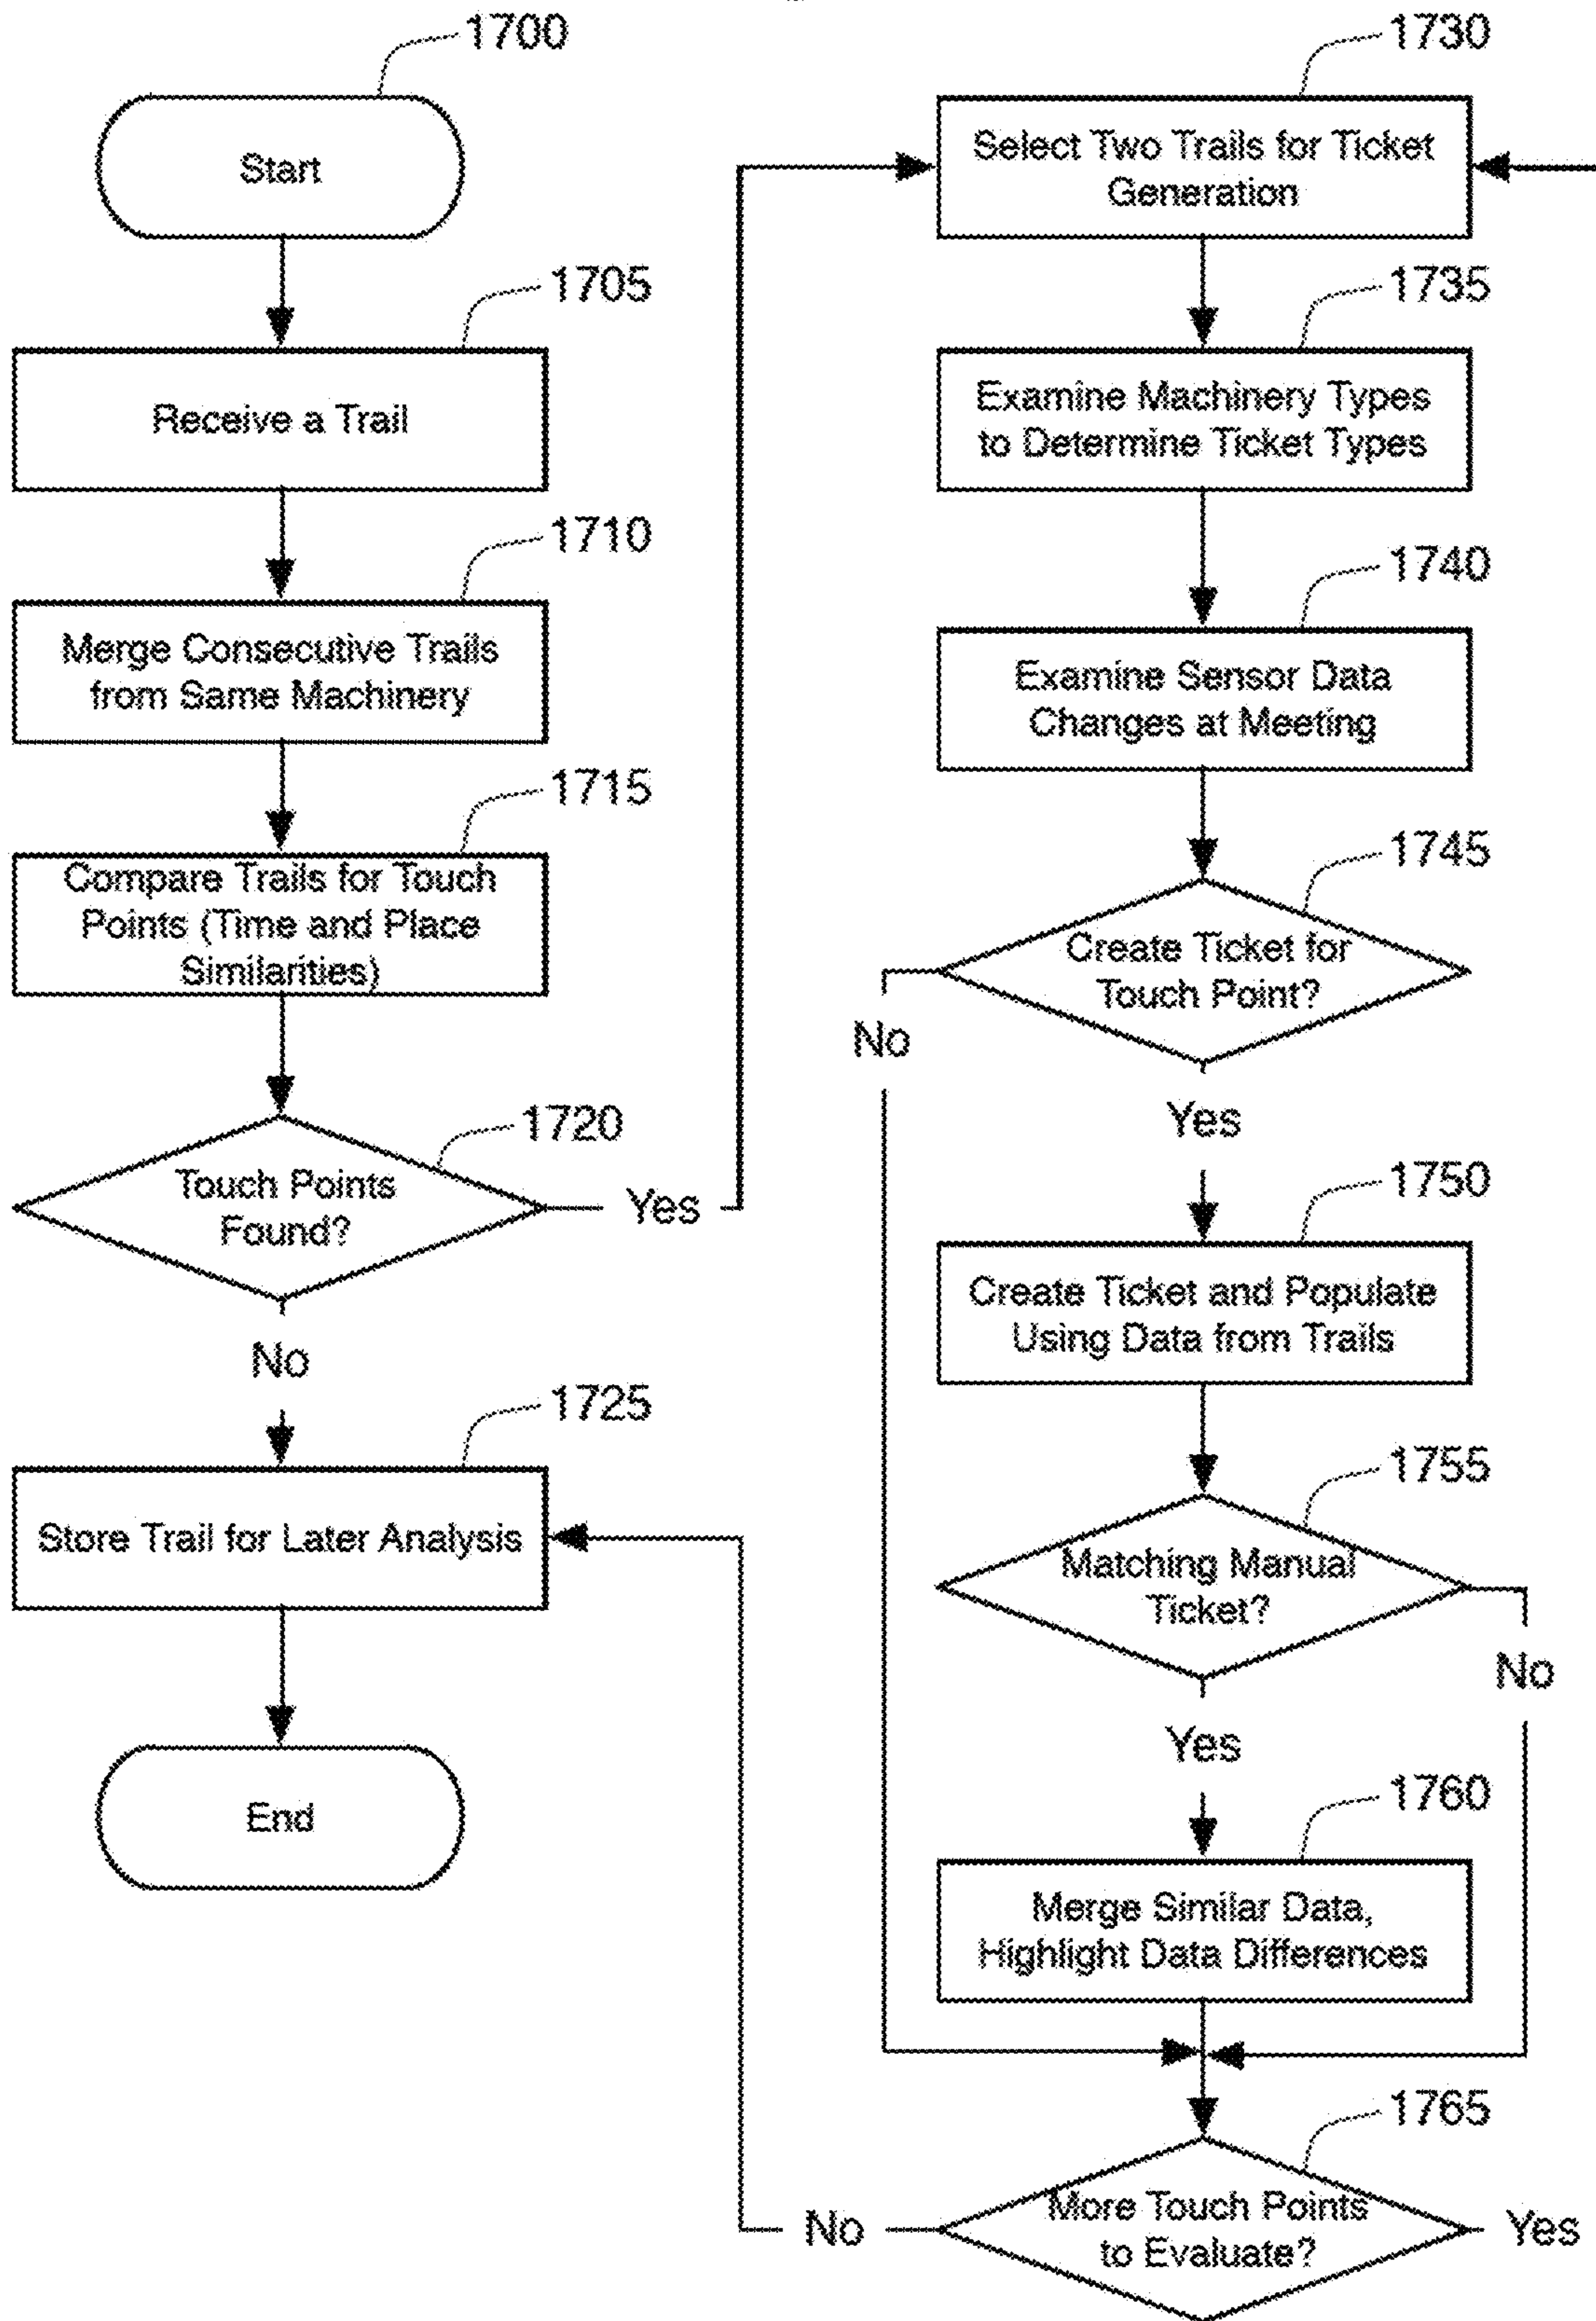 1700
Start
1705
Receive a Trail
1710
Merge Consecutive Trails
from Same Machinery
1715
Compare Trails for Touch
Points (Time and Place
Similarities)
1720
Touch Points
Found?
Yes
No
1725
Store Trail for Later Analysis
End
1730
Select Two Trails for Ticket
Generation
1735
Examine Machinery Types
to Determine Ticket Types
1740
Examine Sensor Data
Changes at Meeting
1745
Create Ticket for
Touch Point?
No
Yes
1750
Create Ticket and Populate
Using Data from Trails
1755
Matching Manual
Ticket?
No
Yes
1760
Merge Similar Data,
Highlight Data Differences
1765
More Touch Points
to Evaluate?
No
Yes